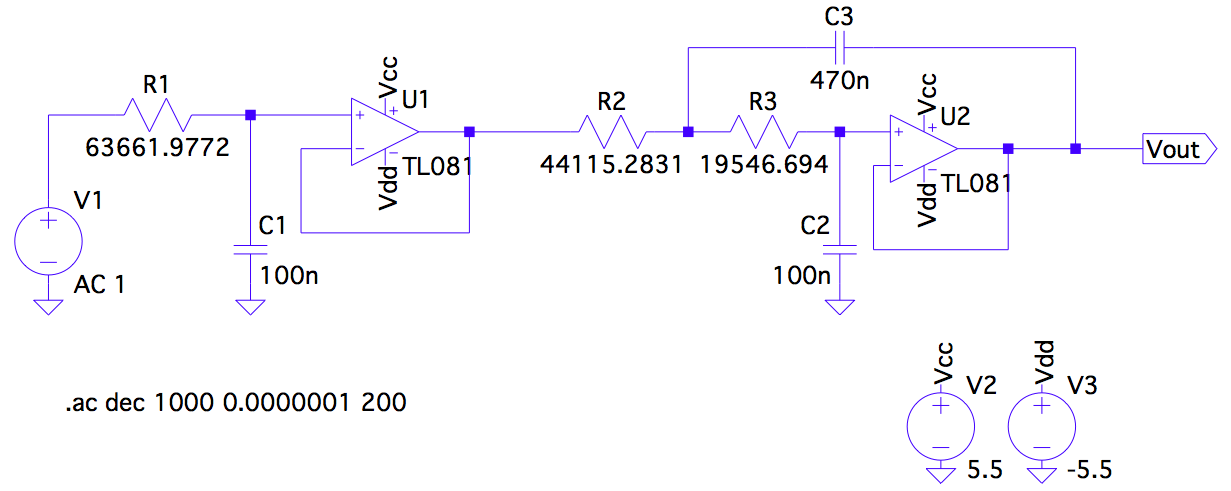 C3
470n
R1
63661.9772
Vcc
+
U1
+
−
−
TL081
Vdd
R2
44115.2831
R3
19546.694
Vcc
+
U2
+
−
−
TL081
Vdd
Vout
V1
+
−
AC 1
C1
100n
C2
100n
.ac dec 1000 0.0000001 200
Vcc
V2
+
−
5.5
Vdd
V3
+
−
-5.5